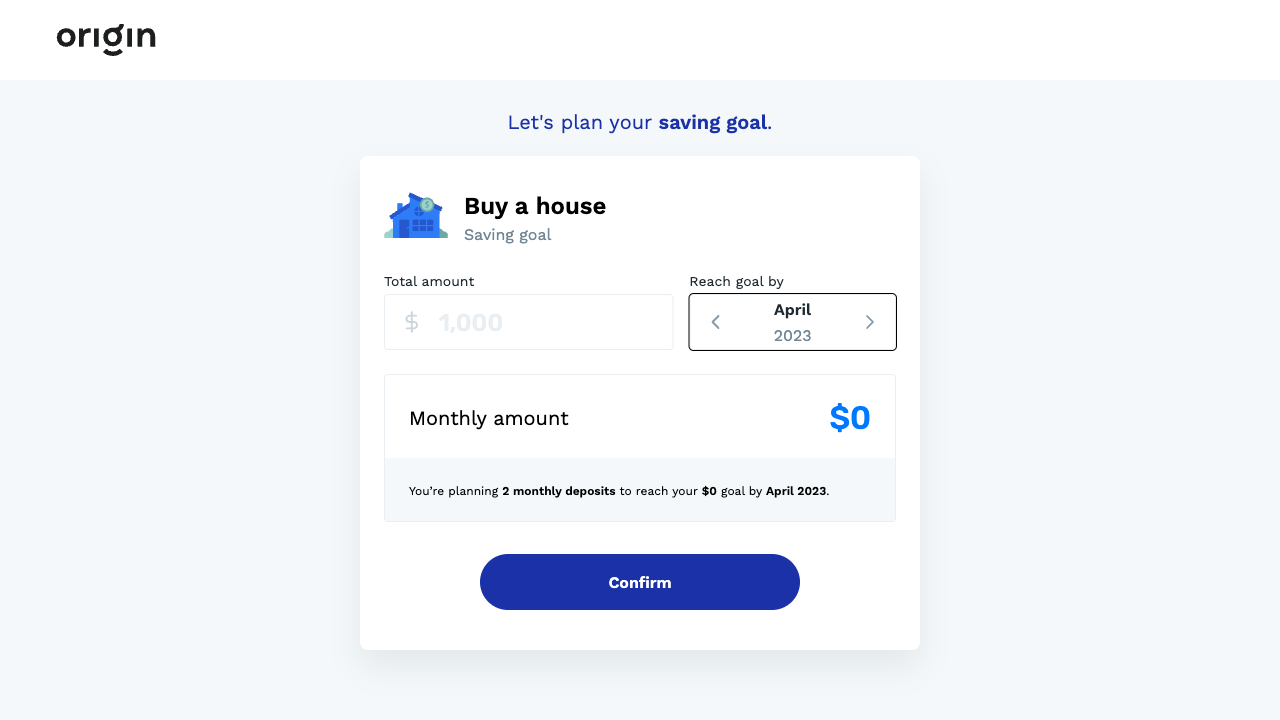 origin
Let's plan your saving goal.
Buy a house
Saving goal
Total amount
$ 1,000
Reach goal by
April
2023
Monthly amount
$0
You're planning 2 monthly deposits to reach your $0 goal by April 2023.
Confirm